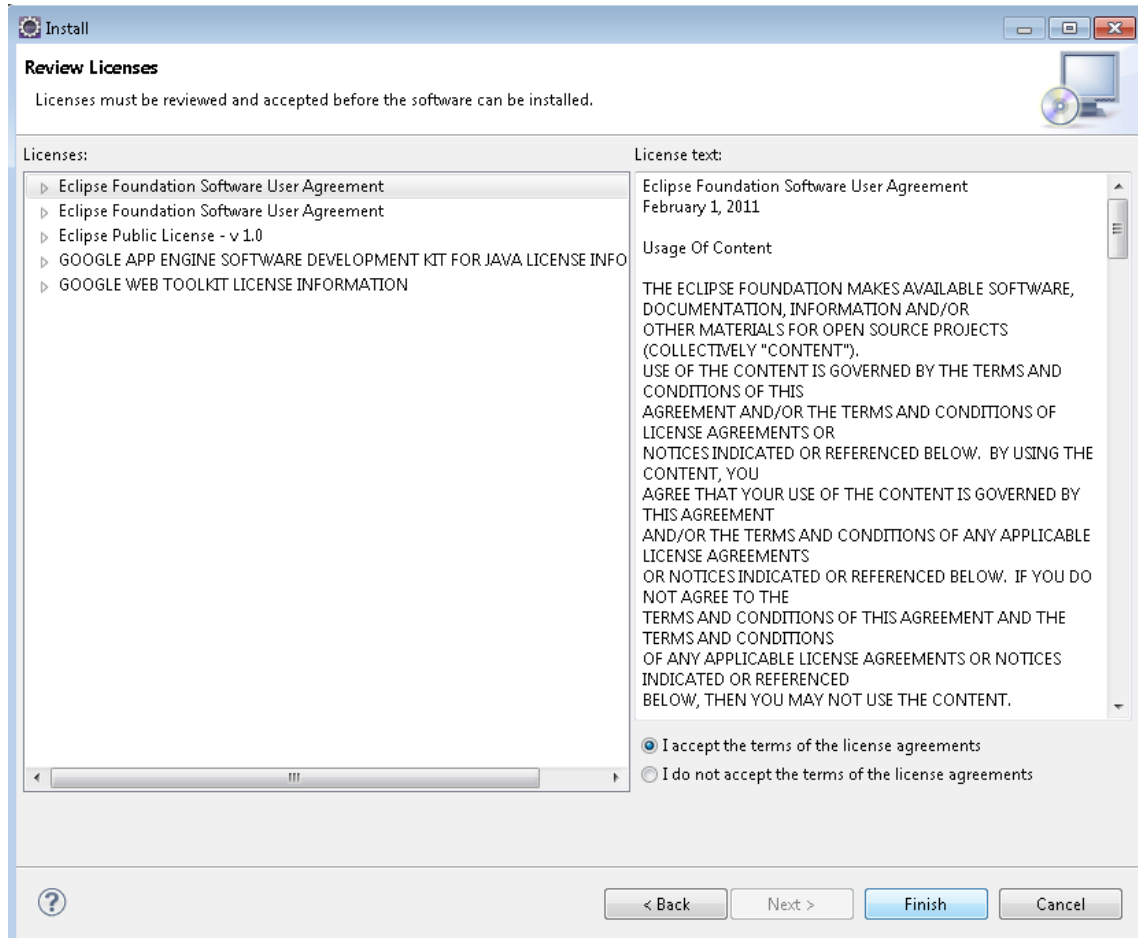 Install
Review Licenses
Licenses must be reviewed and accepted before the software can be installed.
Licenses:
Eclipse Foundation Software User Agreement
Eclipse Foundation Software User Agreement
Eclipse Public License - v 1.0
GOOGLE APP ENGINE SOFTWARE DEVELOPMENT KIT FOR JAVA LICENSE INFO
GOOGLE WEB TOOLKIT LICENSE INFORMATION
License text:
Eclipse Foundation Software User Agreement
February 1, 2011
Usage Of Content
THE ECLIPSE FOUNDATION MAKES AVAILABLE SOFTWARE,
DOCUMENTATION, INFORMATION AND/OR
OTHER MATERIALS FOR OPEN SOURCE PROJECTS
(COLLECTIVELY "CONTENT").
USE OF THE CONTENT IS GOVERNED BY THE TERMS AND
CONDITIONS OF THIS
AGREEMENT AND/OR THE TERMS AND CONDITIONS OF
LICENSE AGREEMENTS OR
NOTICES INDICATED OR REFERENCED BELOW.  BY USING THE
CONTENT, YOU
AGREE THAT YOUR USE OF THE CONTENT IS GOVERNED BY
THIS AGREEMENT
AND/OR THE TERMS AND CONDITIONS OF ANY APPLICABLE
LICENSE AGREEMENTS
OR NOTICES INDICATED OR REFERENCED BELOW.  IF YOU DO
NOT AGREE TO THE
TERMS AND CONDITIONS OF THIS AGREEMENT AND THE
TERMS AND CONDITIONS
OF ANY APPLICABLE LICENSE AGREEMENTS OR NOTICES
INDICATED OR REFERENCED
BELOW, THEN YOU MAY NOT USE THE CONTENT.
I accept the terms of the license agreements
I do not accept the terms of the license agreements
?
< Back
Next >
Finish
Cancel